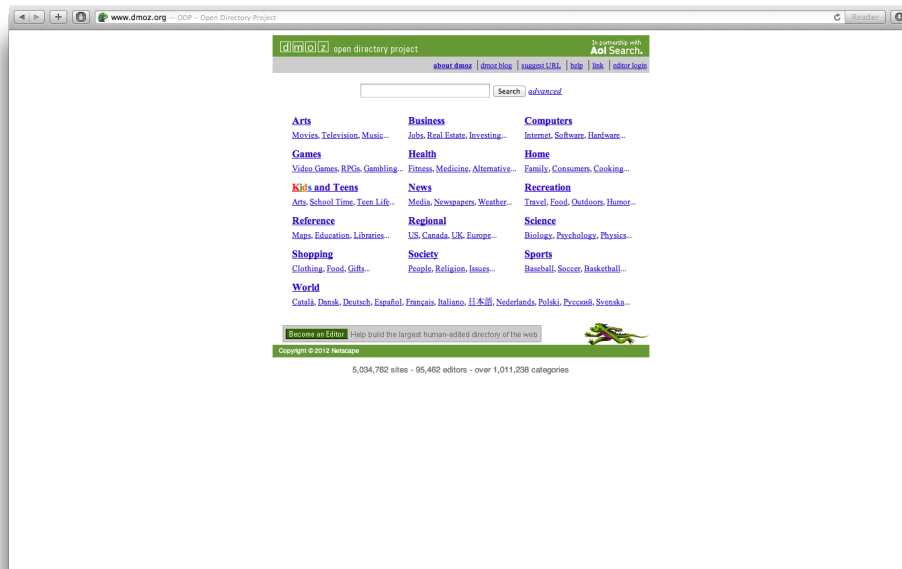 www.dmoz.org — ODP - Open Directory Project
Reader
dmoz open directory project
In partnership with
Aol Search.
about dmoz | dmoz blog | suggest URL | help | link | editor login
Search advanced
Arts Business Computers
Movies, Television, Music... Jobs, Real Estate, Investing... Internet, Software, Hardware...
Games Health Home
Video Games, RPGs, Gambling... Fitness, Medicine, Alternative... Family, Consumers, Cooking...
Kids and Teens News Recreation
Arts, School Time, Teen Life... Media, Newspapers, Weather... Travel, Food, Outdoors, Humor...
Reference Regional Science
Maps, Education, Libraries... US, Canada, UK, Europe... Biology, Psychology, Physics...
Shopping Society Sports
Clothing, Food, Gifts... People, Religion, Issues... Baseball, Soccer, Basketball...
World
Català, Dansk, Deutsch, Español, Français, Italiano, 日本語, Nederlands, Polski, Русский, Svenska...
Become an Editor Help build the largest human-edited directory of the web
Copyright © 2012 Netscape
5,034,762 sites - 95,462 editors - over 1,011,238 categories